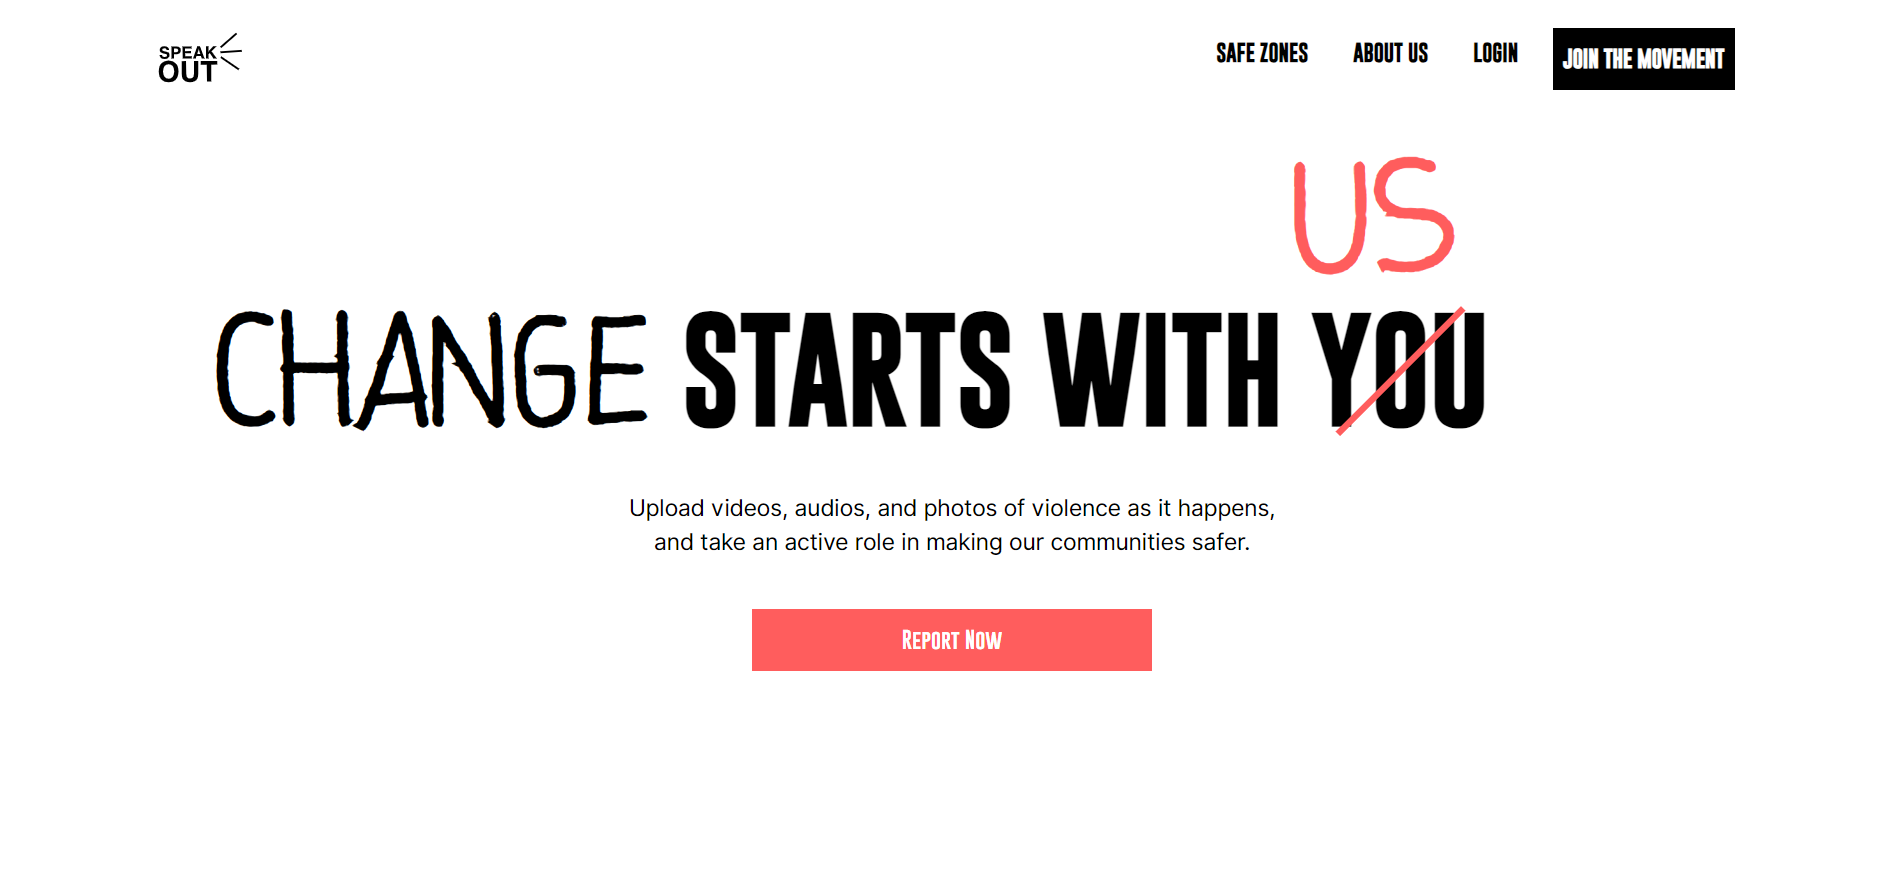 SPEAK
OUT
SAFE ZONES
ABOUT US
LOGIN
JOIN THE MOVEMENT
US
CHANGE STARTS WITH YOU
Upload videos, audios, and photos of violence as it happens,
and take an active role in making our communities safer.
Report Now